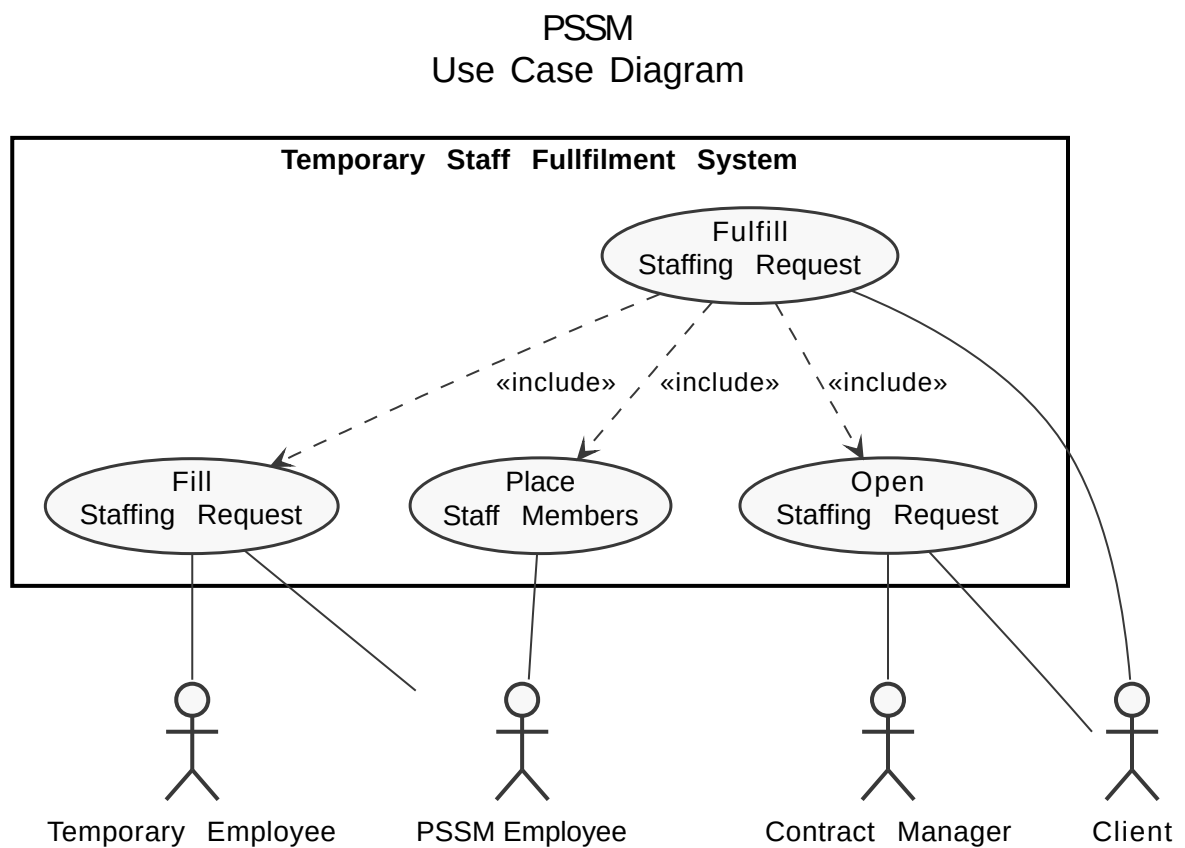 PSSM
Use Case Diagram
Temporary Staff Fullfilment System
Fulfill
Staffing Request
«include»
«include»
«include»
Fill
Staffing Request
Place
Staff Members
Open
Staffing Request
Temporary Employee
PSSM Employee
Contract Manager
Client